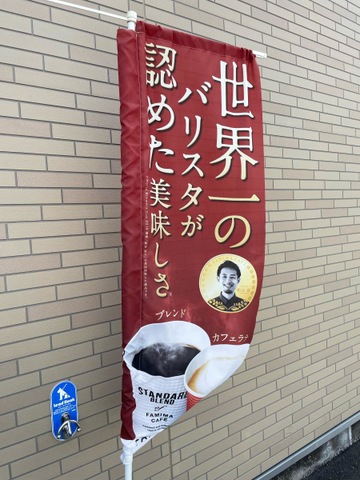 世界一の
バリスタが
認めた美味しさ
ブレンド
カフェラテ
STANDARD
BLEND
FAMIMA
CAFÉ